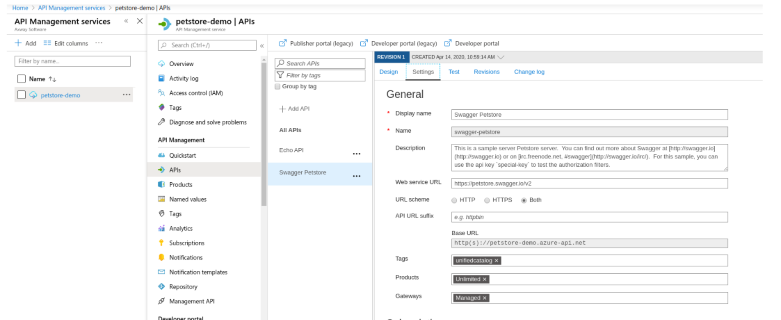 Home > API Management services > petstore-demo | APIs
API Management services
Axway Software
+ Add
Edit columns
Filter by name...
Name ↑↓
petstore-demo
petstore-demo | APIs
API Management service
Search (Ctrl+/)
Overview
Activity log
Access control (IAM)
Tags
Diagnose and solve problems
API Management
Quickstart
APIs
Products
Named values
Tags
Analytics
Subscriptions
Notifications
Notification templates
Repository
Management API
Developer portal
Publisher portal (legacy)
Developer portal (legacy)
Developer portal
Search APIs
Filter by tags
Group by tag
+ Add API
All APIs
Echo API
Swagger Petstore
REVISION 1 CREATED Apr 14, 2020, 10:58:14 AM
Design
Settings
Test
Revisions
Change log
General
* Display name
Swagger Petstore
* Name
swagger-petstore
Description
This is a sample server Petstore server. You can find out more about Swagger at [http://swagger.io]
(http://swagger.io) or on [irc.freenode.net, #swagger](http://swagger.io/irc/). For this sample, you can
use the api key `special-key` to test the authorization filters.
Web service URL
https://petstore.swagger.io/v2
URL scheme
HTTP
HTTPS
Both
API URL suffix
e.g. httpbin
Base URL
http(s)://petstore-demo.azure-api.net
Tags
unifiedcatalog ×
Products
Unlimited ×
Gateways
Managed ×